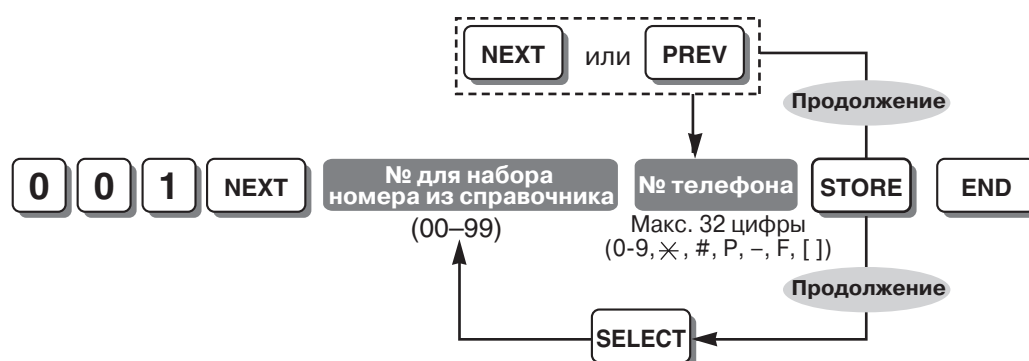 NEXT или PREV
Продолжение
0 0 1 NEXT
№ для набора
номера из справочника
(00–99)
№ телефона
Макс. 32 цифры
(0-9, ✕, #, P, –, F, [ ])
STORE
END
Продолжение
SELECT